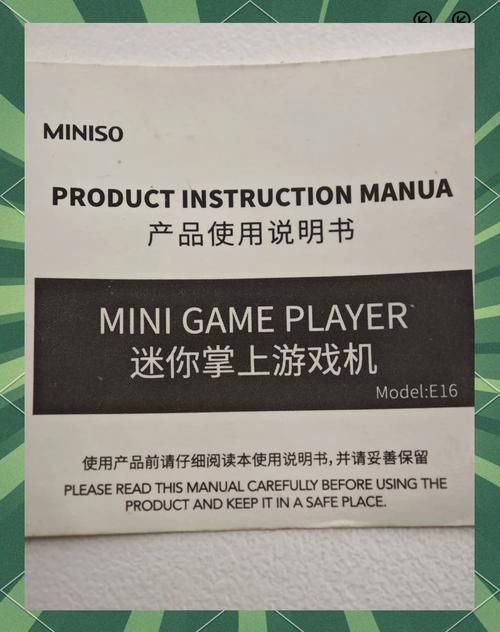 MINISO
PRODUCT INSTRUCTION MANUA
产品使用说明书
MINI GAME PLAYER
迷你掌上游戏机
Model:E16
使用产品前请仔细阅读本使用说明书,并请妥善保留
PLEASE READ THIS MANUAL CAREFULLY BEFORE USING THE
PRODUCT AND KEEP IT IN A SAFE PLACE.